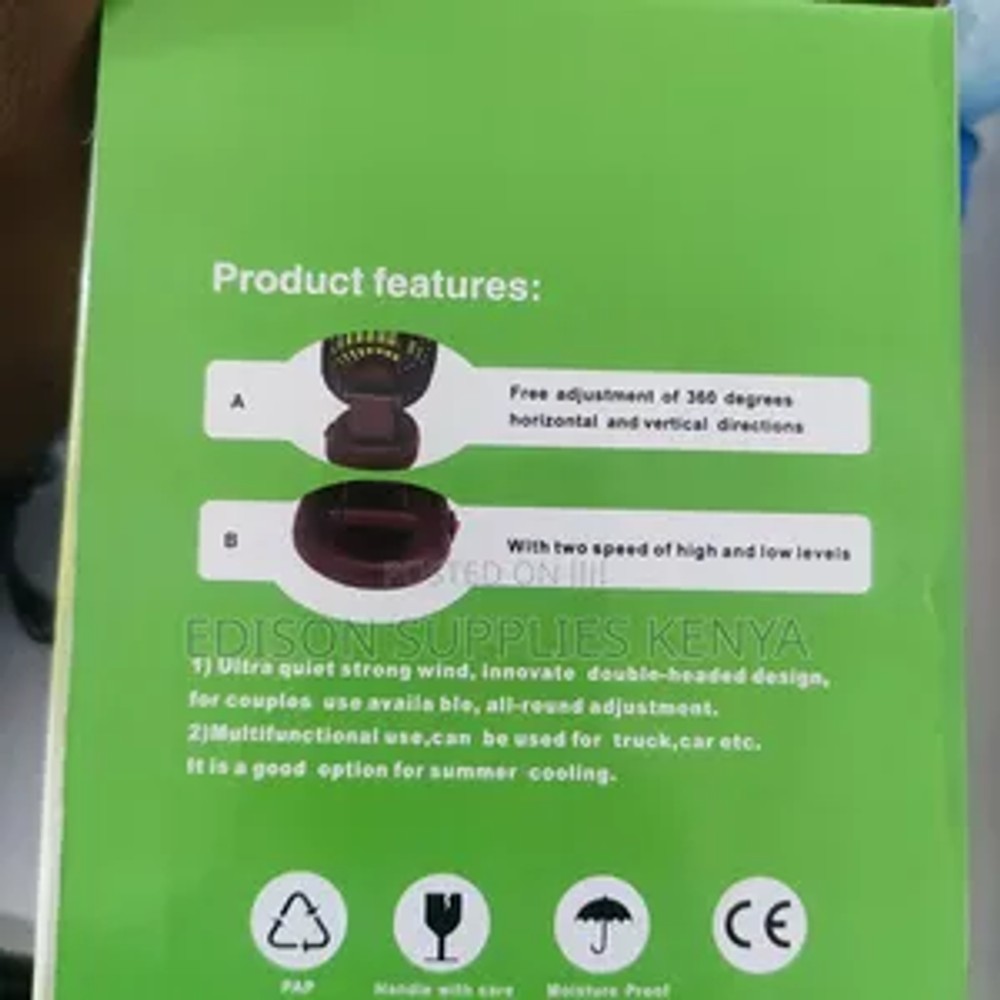 Product features:
A
Free adjustment of 360 degrees
horizontal and vertical directions
B
With two speed of high and low levels
POSTED ON
EDISON SUPPLIES KENYA
1) Ultra quiet strong wind, innovate double-headed design,
for couples use availa ble, all-round adjustment.
2)Multifunctional use,can be used for truck,car etc.
It is a good option for summer cooling.
CE
PAP
Handle with care
Moisture Proof